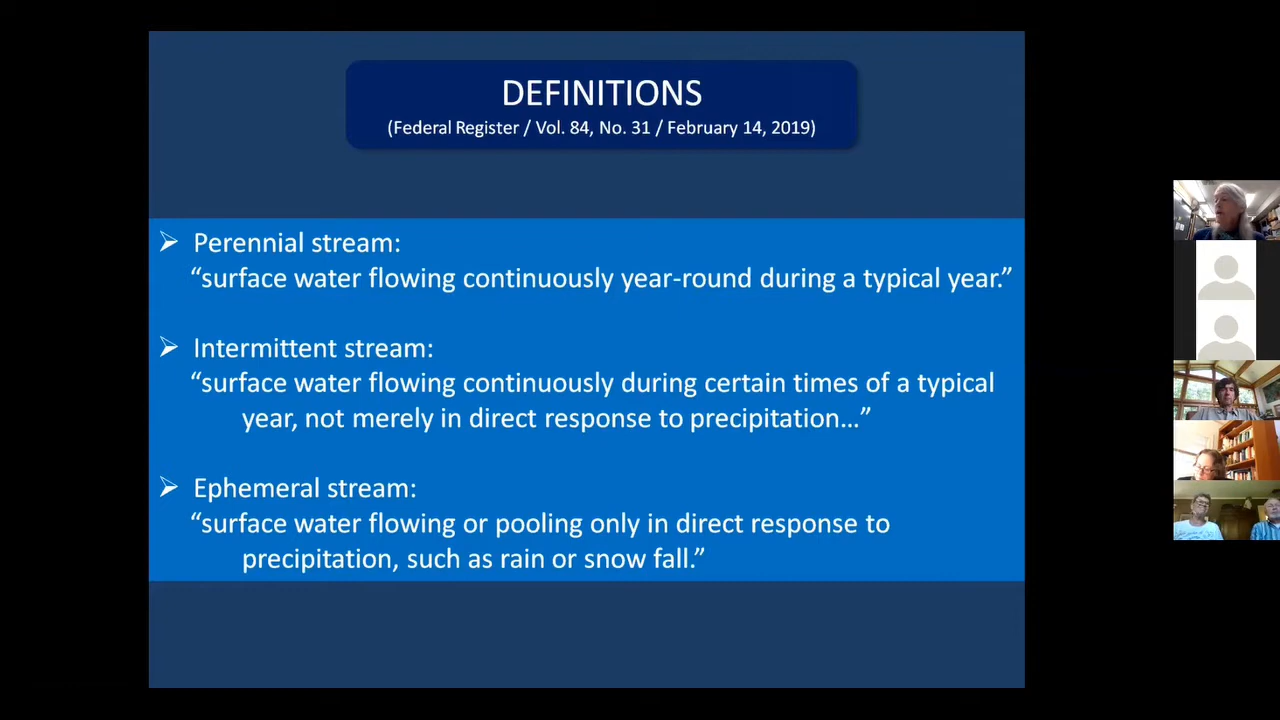 DEFINITIONS
(Federal Register / Vol. 84, No. 31 / February 14, 2019)
➢ Perennial stream:
“surface water flowing continuously year-round during a typical year.”
➢ Intermittent stream:
“surface water flowing continuously during certain times of a typical
year, not merely in direct response to precipitation…”
➢ Ephemeral stream:
“surface water flowing or pooling only in direct response to
precipitation, such as rain or snow fall.”